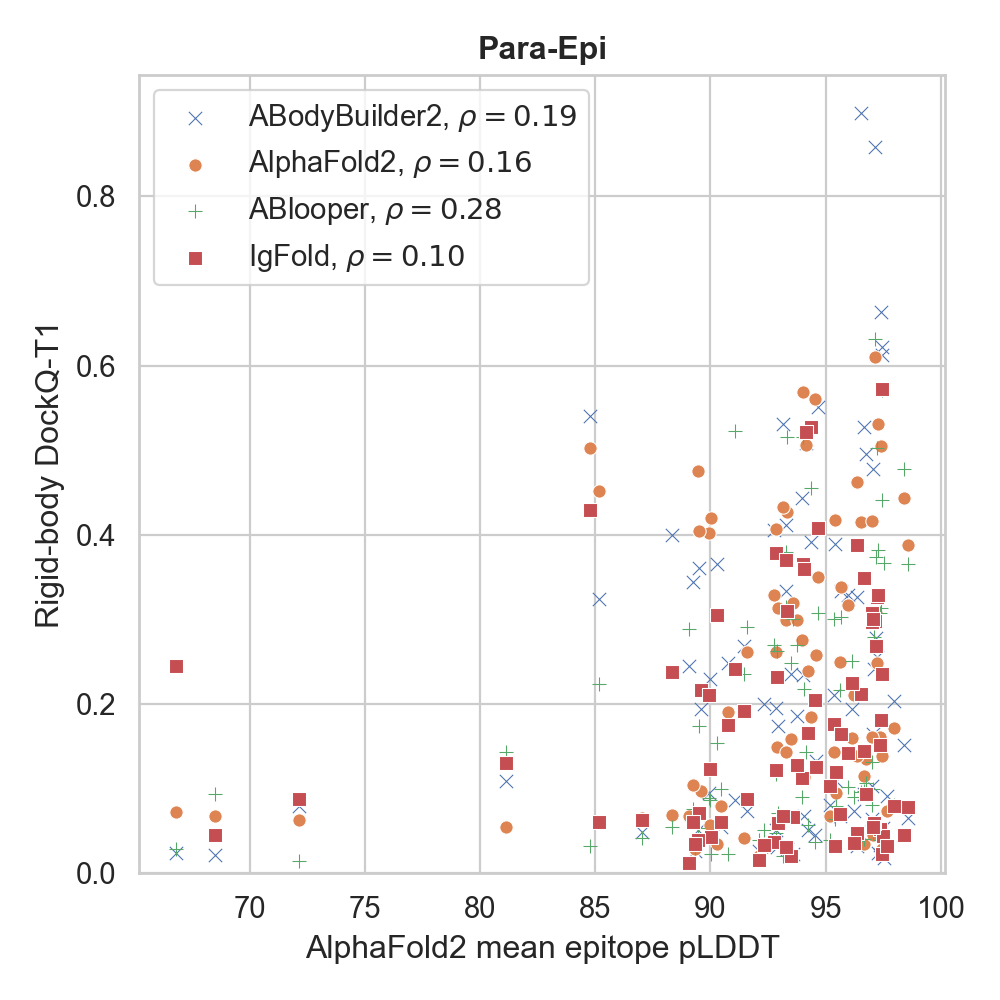 Para-Epi
ABodyBuilder2, ρ = 0.19
AlphaFold2, ρ = 0.16
ABlooper, ρ = 0.28
IgFold, ρ = 0.10
Rigid-body DockQ-T1
0.8
0.6
0.4
0.2
0.0
70 75 80 85 90 95 100
AlphaFold2 mean epitope pLDDT